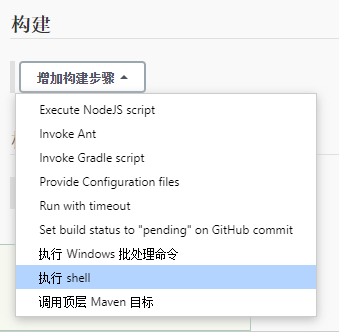 构建
增加构建步骤
Execute NodeJS script
Invoke Ant
Invoke Gradle script
Provide Configuration files
Run with timeout
Set build status to "pending" on GitHub commit
执行 Windows 批处理命令
执行 shell
调用顶层 Maven 目标